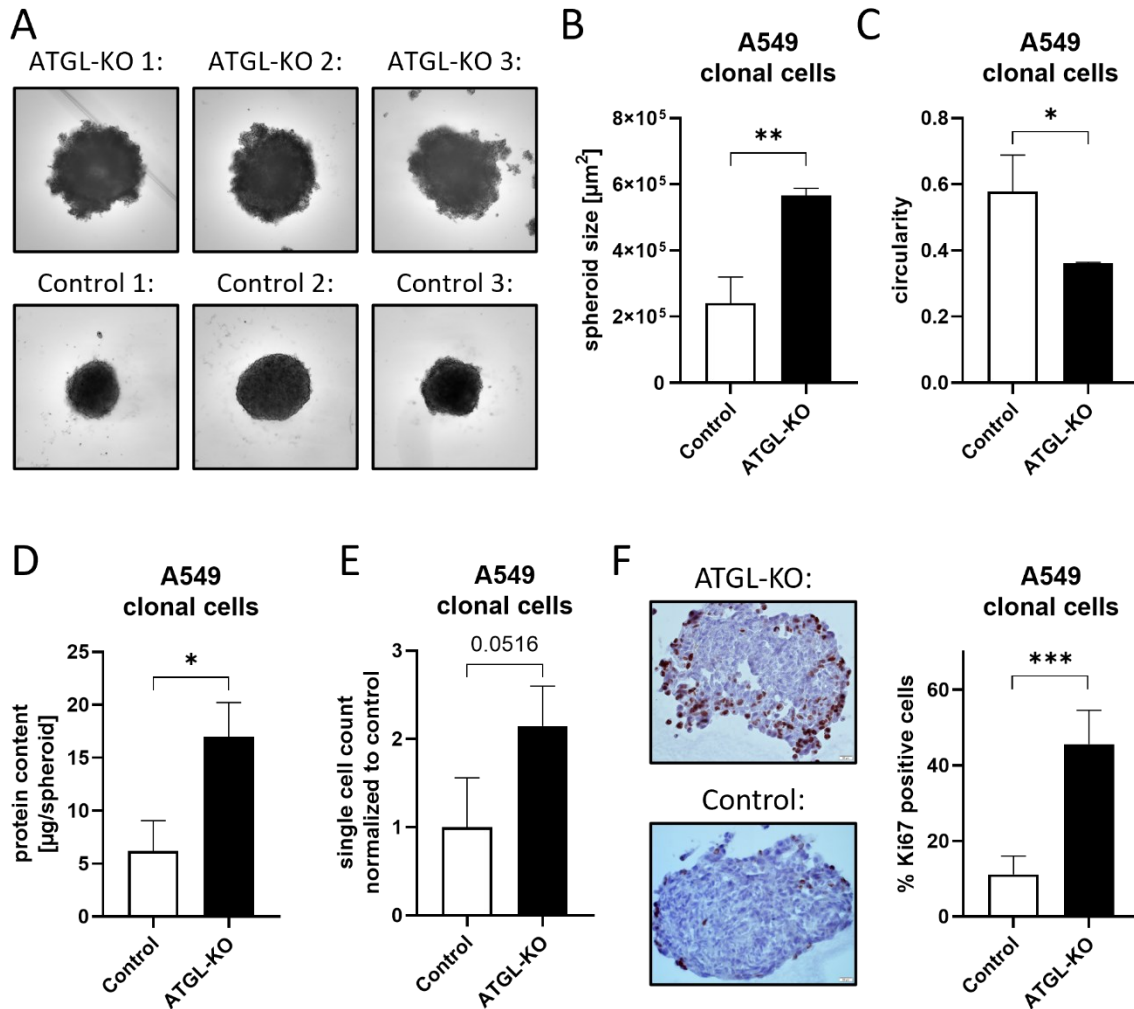 A
ATGL-KO 1:
ATGL-KO 2:
ATGL-KO 3:
Control 1:
Control 2:
Control 3:
B
A549
clonal cells
**
8×10⁵
6×10⁵
4×10⁵
2×10⁵
0
spheroid size [µm²]
Control
ATGL-KO
C
A549
clonal cells
*
0.8
0.6
0.4
0.2
0.0
circularity
Control
ATGL-KO
D
A549
clonal cells
*
25
20
15
10
5
0
protein content
[µg/spheroid]
Control
ATGL-KO
E
A549
clonal cells
0.0516
3
2
1
0
single cell count
normalized to control
Control
ATGL-KO
F
ATGL-KO:
Control:
A549
clonal cells
***
60
40
20
0
% Ki67 positive cells
Control
ATGL-KO